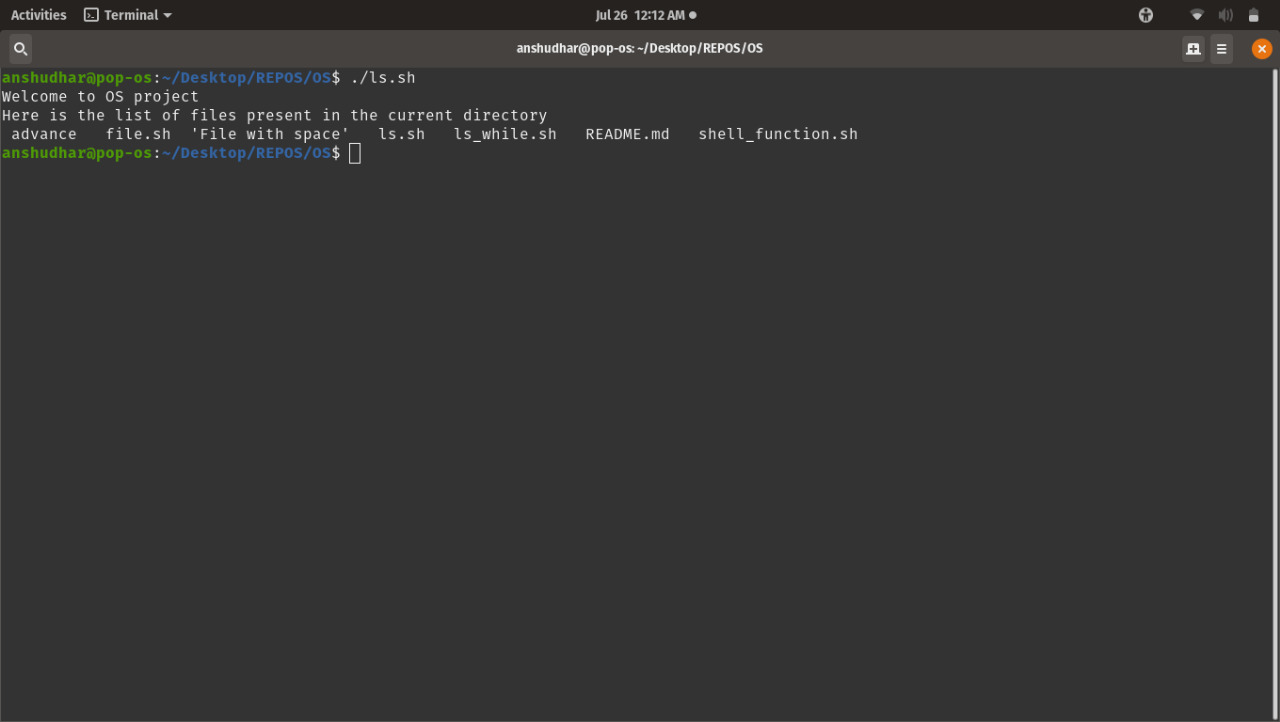 Activities Terminal Jul 26 12:12 AM
anshudhar@pop-os: ~/Desktop/REPOS/OS
anshudhar@pop-os:~/Desktop/REPOS/OS$ ./ls.sh
Welcome to OS project
Here is the list of files present in the current directory
advance file.sh 'File with space' ls.sh ls_while.sh README.md shell_function.sh
anshudhar@pop-os:~/Desktop/REPOS/OS$